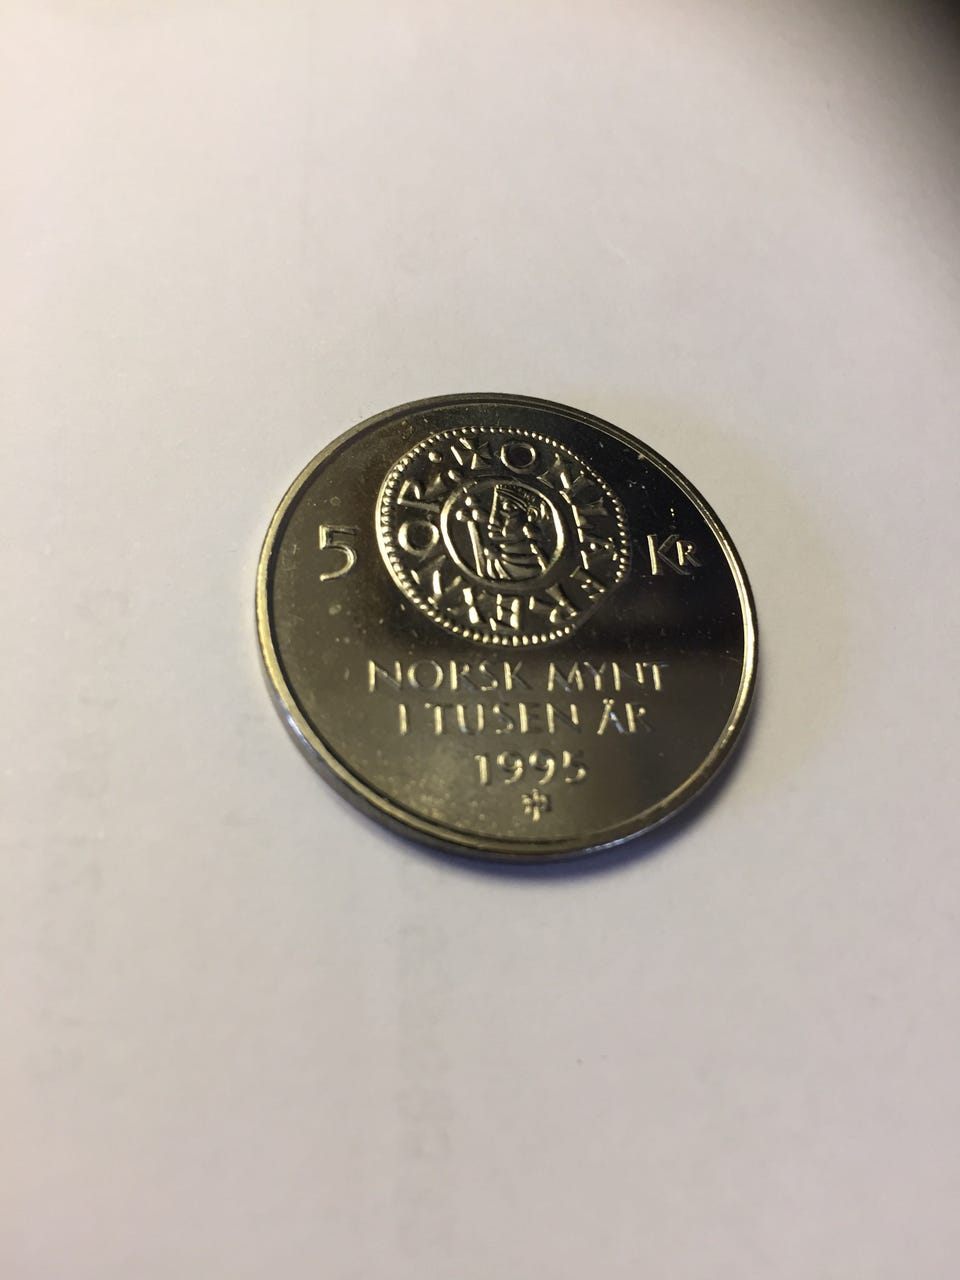 5 KR
NORSK MYNT
I TUSEN ÅR
1995